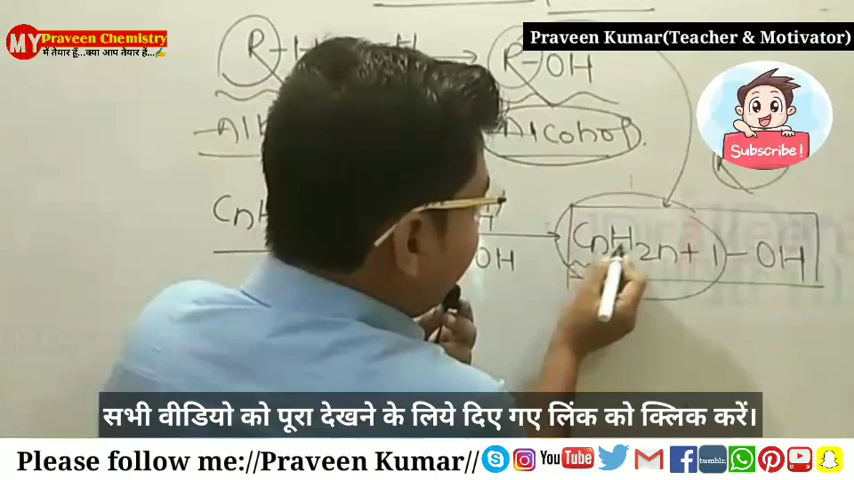 MY Praveen Chemistry
में तैयार हूँ...क्या आप तैयार हैं...✍
Praveen Kumar(Teacher & Motivator)
R-H → R-OH
Alcohol
Subscribe!
CnH → CnH2n+1-OH
OH
सभी वीडियो को पूरा देखने के लिये दिए गए लिंक को क्लिक करें।
Please follow me://Praveen Kumar// You Tube tumblr.